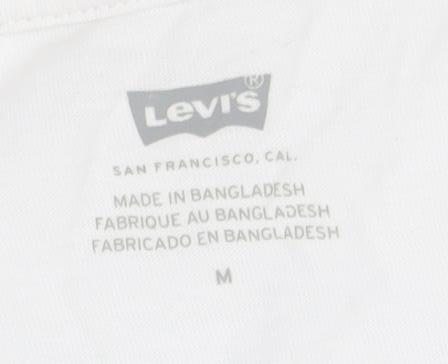 Levi's®
SAN FRANCISCO, CAL.
MADE IN BANGLADESH
FABRIQUE AU BANGLADESH
FABRICADO EN BANGLADESH
M